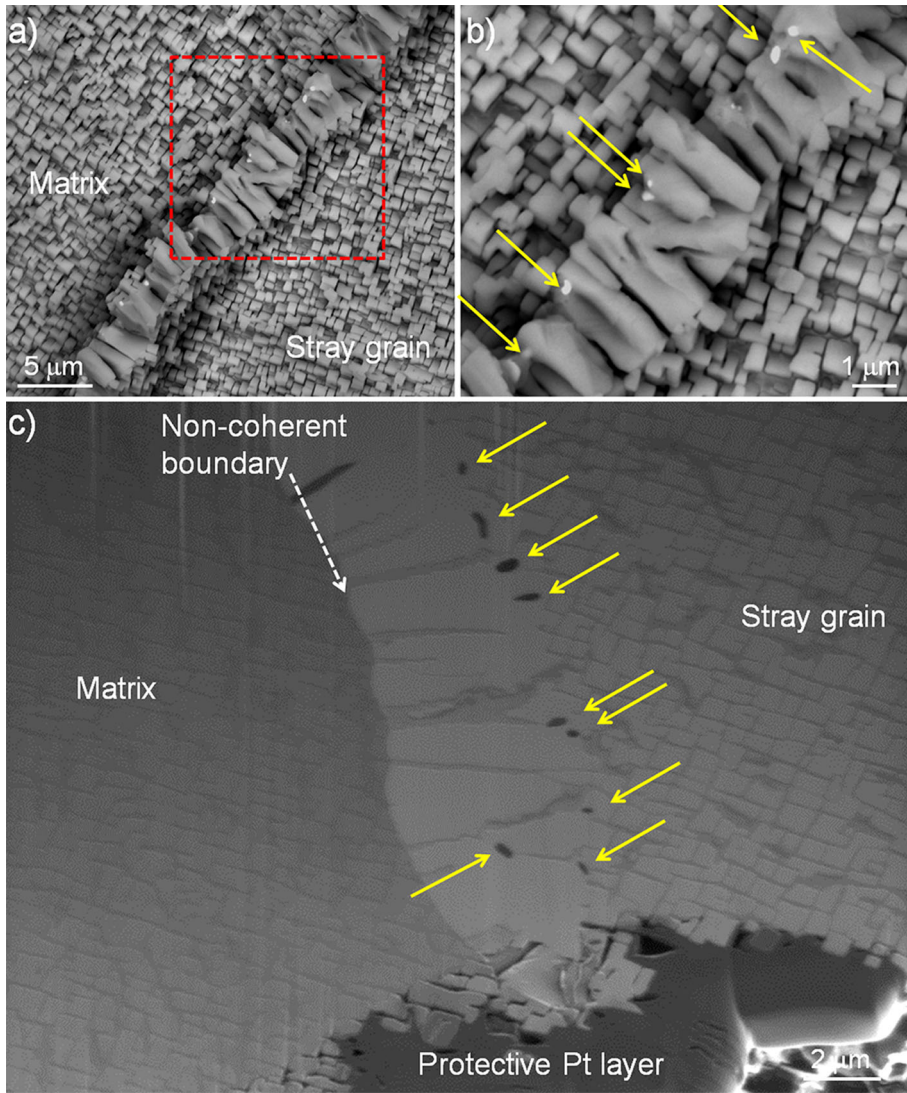 a)
Matrix
Stray grain
5 μm
b)
1 μm
c)
Non-coherent
boundary
Stray grain
Matrix
Protective Pt layer
2 μm